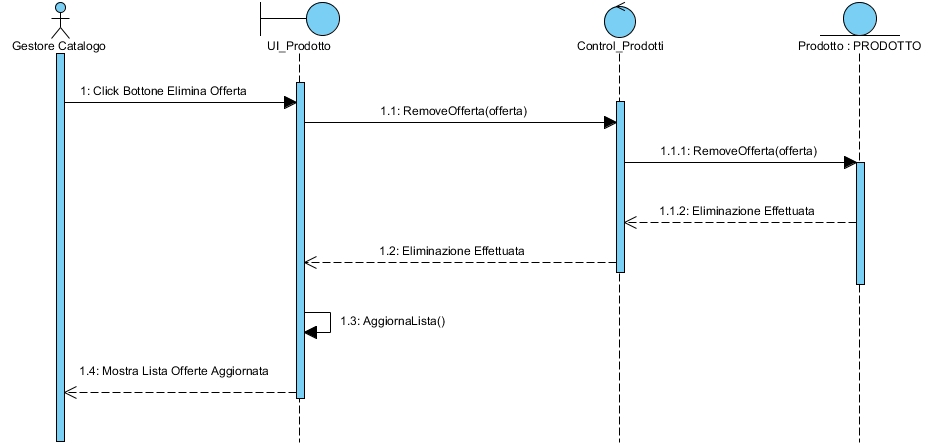 Gestore Catalogo
UI_Prodotto
Control_Prodotti
Prodotto : PRODOTTO
1: Click Bottone Elimina Offerta
1.1: RemoveOfferta(offerta)
1.1.1: RemoveOfferta(offerta)
1.1.2: Eliminazione Effettuata
1.2: Eliminazione Effettuata
1.3: AggiornaLista()
1.4: Mostra Lista Offerte Aggiornata